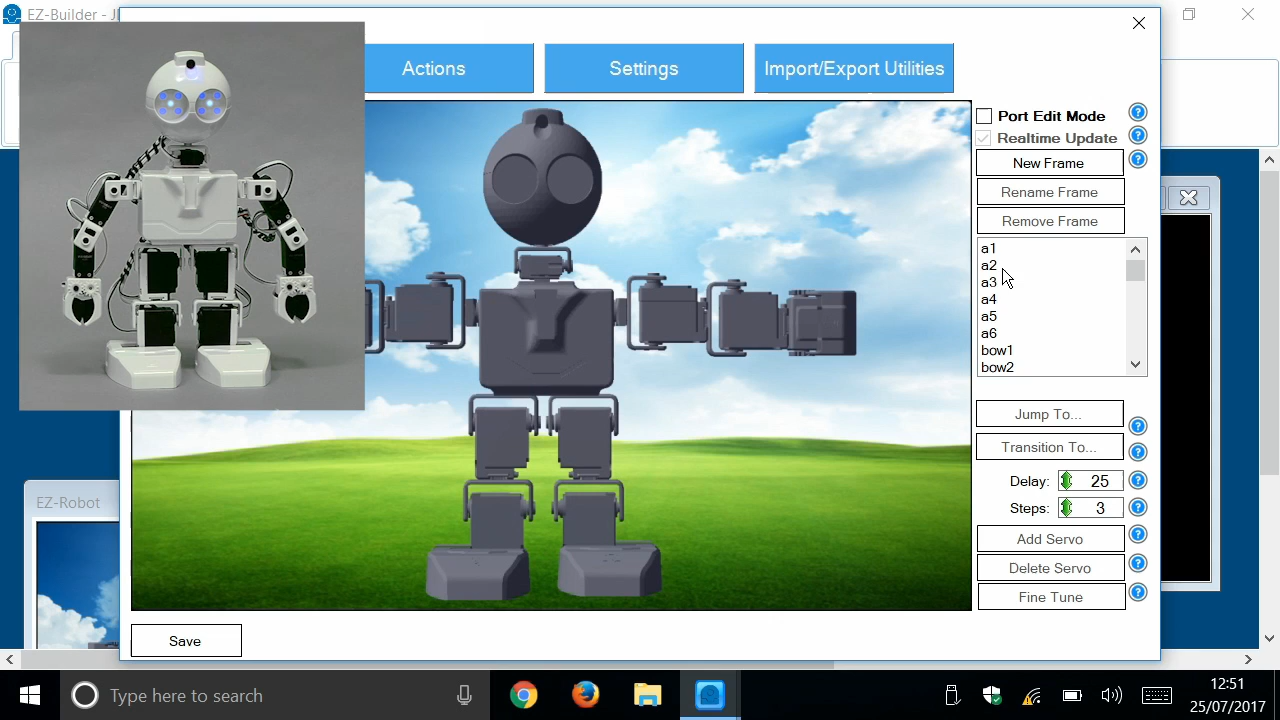 EZ-Builder - J
Actions
Settings
Import/Export Utilities
Port Edit Mode
Realtime Update
New Frame
Rename Frame
Remove Frame
a1
a2
a3
a4
a5
a6
bow1
bow2
Jump To...
Transition To...
Delay: 25
Steps: 3
Add Servo
Delete Servo
Fine Tune
Save
EZ-Robot
Type here to search
12:51
25/07/2017